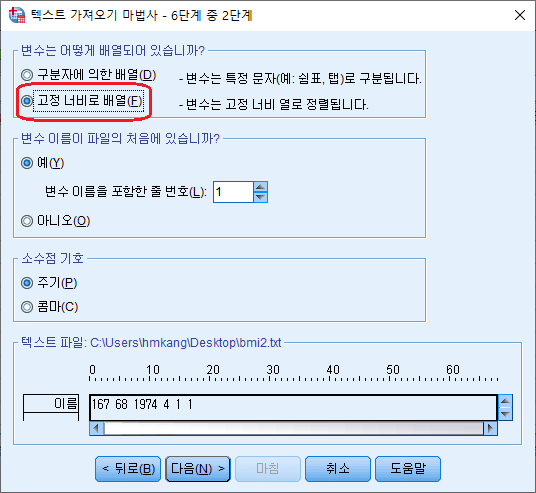 텍스트 가져오기 마법사 - 6단계 중 2단계
변수는 어떻게 배열되어 있습니까?
구분자에 의한 배열(D) - 변수는 특정 문자(예: 쉼표, 탭)로 구분됩니다.
고정 너비로 배열(F) - 변수는 고정 너비 열로 정렬됩니다.
변수 이름이 파일의 처음에 있습니까?
예(Y)
변수 이름을 포함한 줄 번호(L): 1
아니오(O)
소수점 기호
주기(P)
콤마(C)
텍스트 파일: C:\Users\hmkang\Desktop\bmi2.txt
0 10 20 30 40 50 60
이름 167 68 1974 4 1 1
< 뒤로(B) 다음(N) > 마침 취소 도움말